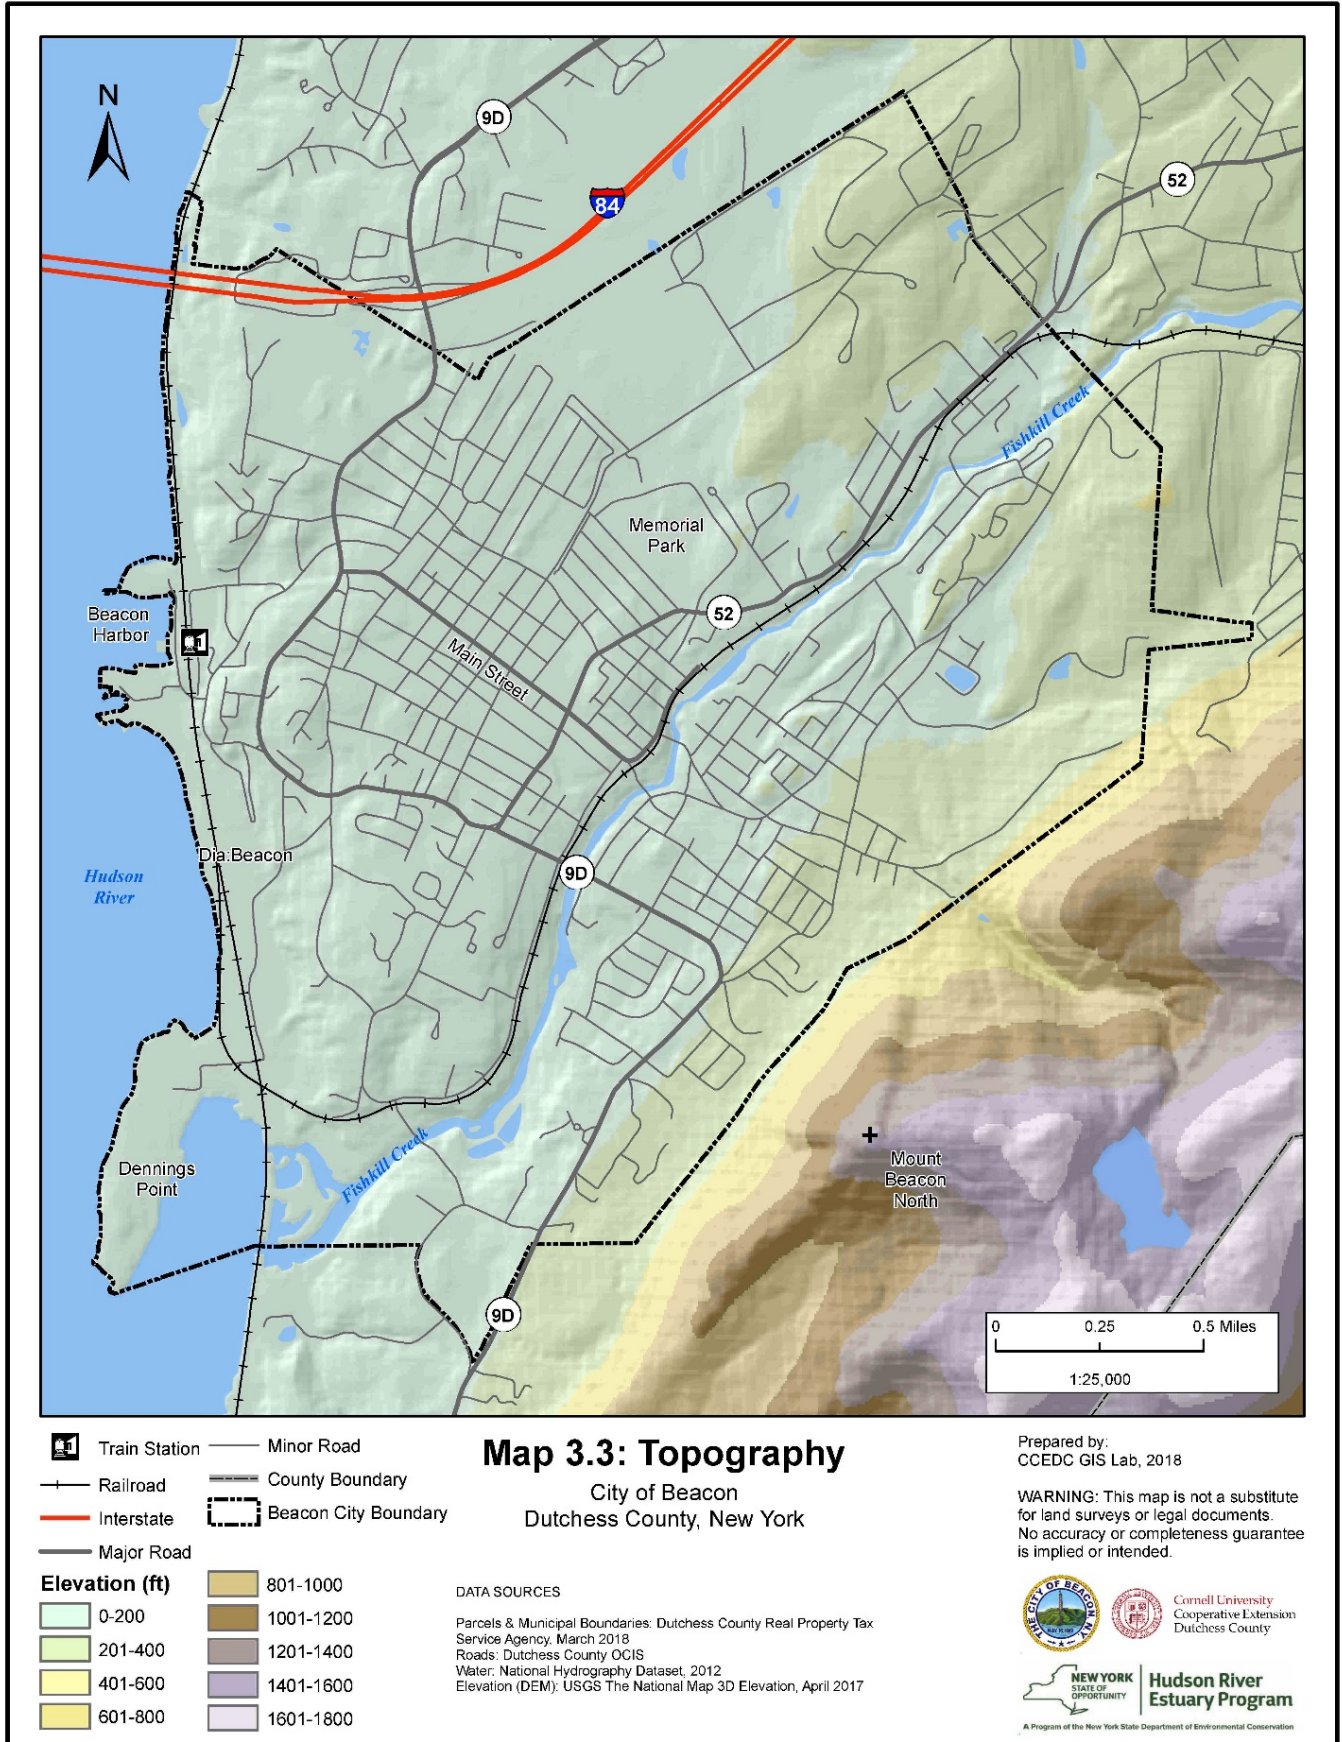 N
9D
84
52
Fishkill Creek
Memorial
Park
Beacon
Harbor
52
Main Street
Dia:Beacon
Hudson
River
9D
Fishkill Creek
Dennings
Point
Mount
Beacon
North
9D
0 0.25 0.5 Miles
1:25,000
Train Station
Railroad
Interstate
Major Road
Minor Road
County Boundary
Beacon City Boundary
Elevation (ft)
0-200
201-400
401-600
601-800
801-1000
1001-1200
1201-1400
1401-1600
1601-1800
Map 3.3: Topography
City of Beacon
Dutchess County, New York
DATA SOURCES
Parcels & Municipal Boundaries: Dutchess County Real Property Tax
Service Agency, March 2018
Roads: Dutchess County OCIS
Water: National Hydrography Dataset, 2012
Elevation (DEM): USGS The National Map 3D Elevation, April 2017
Prepared by:
CCEDC GIS Lab, 2018
WARNING: This map is not a substitute
for land surveys or legal documents.
No accuracy or completeness guarantee
is implied or intended.
THE CITY OF BEACON NY
Cornell University
Cooperative Extension
Dutchess County
NEW YORK
STATE OF
OPPORTUNITY
Hudson River
Estuary Program
A Program of the New York State Department of Environmental Conservation